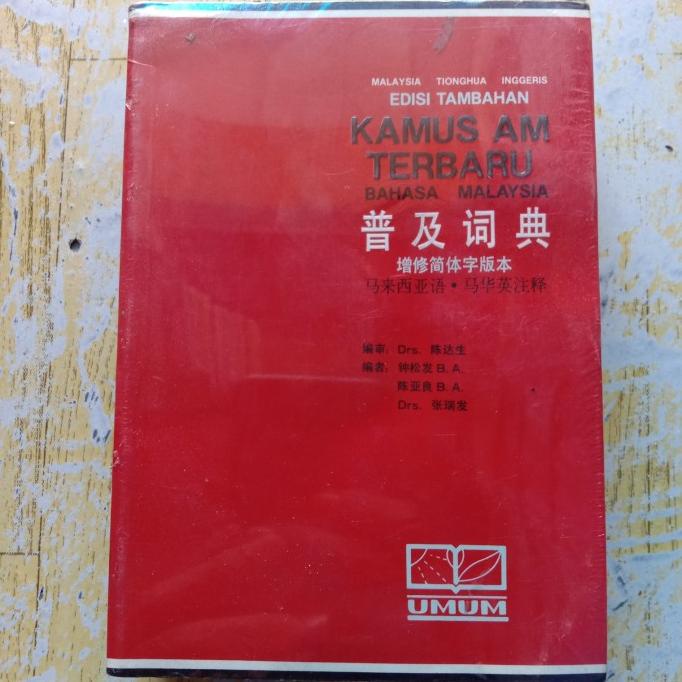 MALAYSIA TIONGHUA INGGERIS
EDISI TAMBAHAN
KAMUS AM
TERBARU
BAHASA MALAYSIA
普及词典
增修简体字版本
马来西亚语·马华英注释
编审: Drs. 陈达生
编者: 钟松发 B.A.
陈亚良 B.A.
Drs. 张瑞发
UMUM